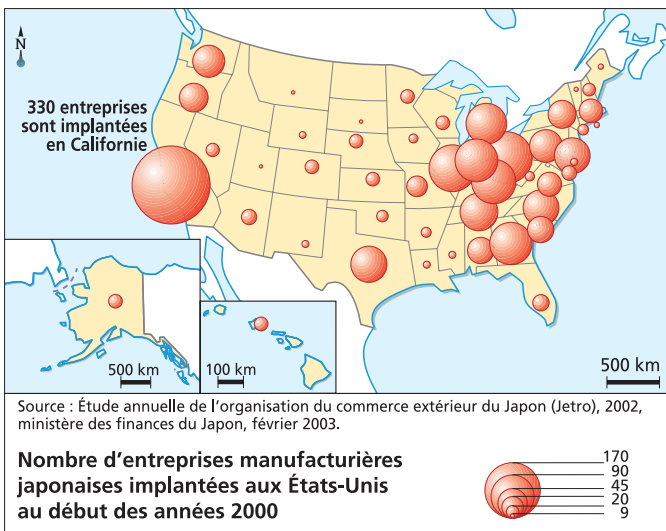 N
330 entreprises
sont implantées
en Californie
500 km
100 km
500 km
Source : Étude annuelle de l'organisation du commerce extérieur du Japon (Jetro), 2002,
ministère des finances du Japon, février 2003.
Nombre d'entreprises manufacturières
japonaises implantées aux États-Unis
au début des années 2000
170
90
45
20
9